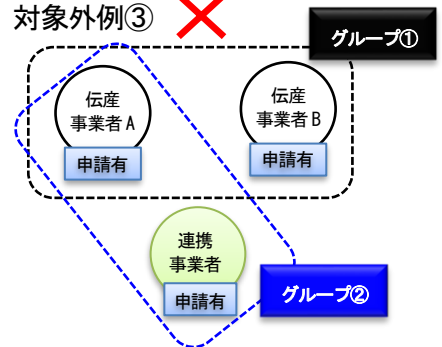 対象外例③
グループ①
伝産
事業者A
申請有
伝産
事業者B
申請有
連携
事業者
申請有
グループ②